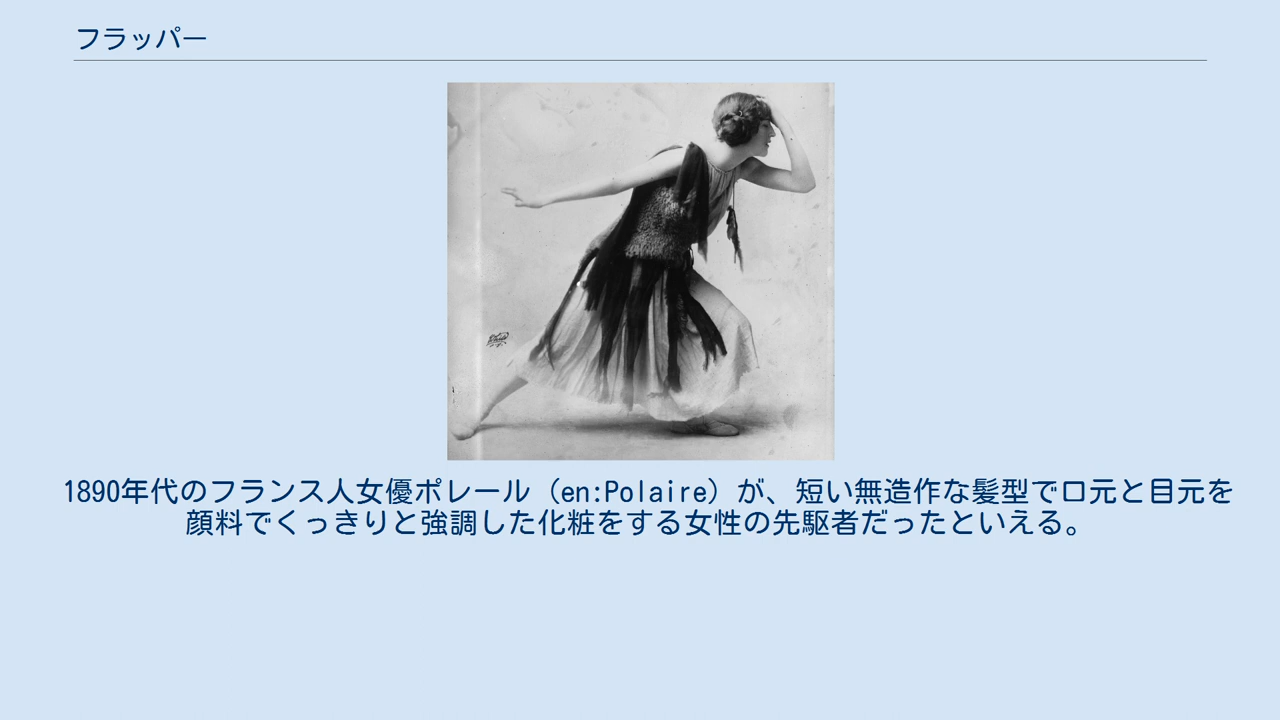 フラッパー
1890年代のフランス人女優ポレール（en:Polaire）が、短い無造作な髪型で口元と目元を
顔料でくっきりと強調した化粧をする女性の先駆者だったといえる。